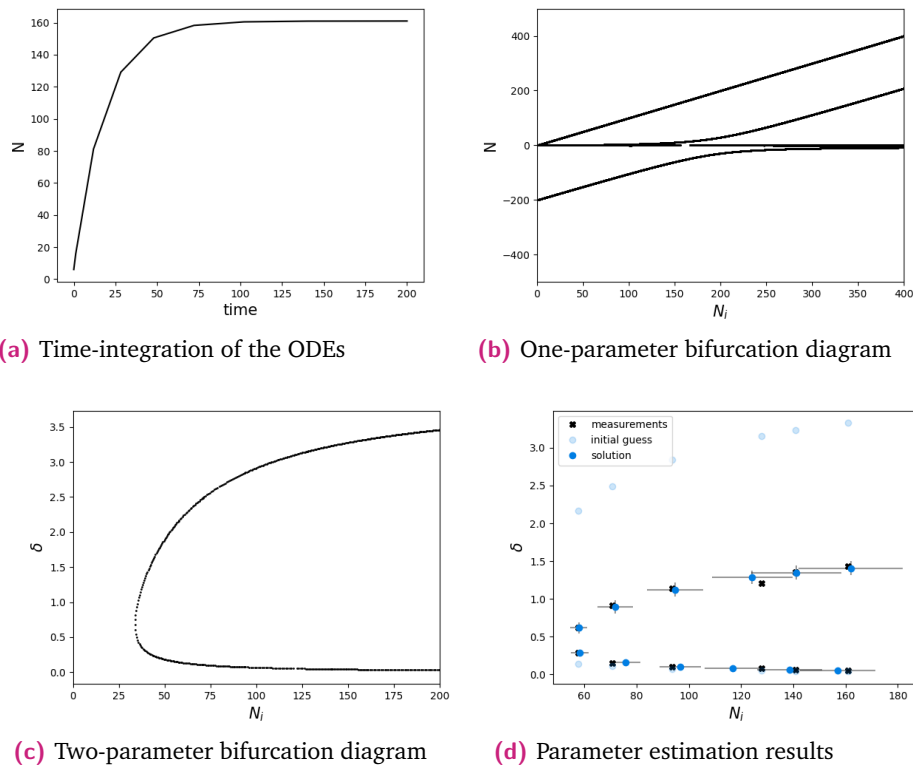 160
140
120
100
80
60
40
20
0
N
0 25 50 75 100 125 150 175 200
time
(a) Time-integration of the ODEs
400
200
0
−200
−400
N
0 50 100 150 200 250 300 350 400
Ni
(b) One-parameter bifurcation diagram
3.5
3.0
2.5
2.0
1.5
1.0
0.5
0.0
δ
0 25 50 75 100 125 150 175 200
Ni
(c) Two-parameter bifurcation diagram
measurements
initial guess
solution
3.0
2.5
2.0
1.5
1.0
0.5
0.0
δ
60 80 100 120 140 160 180
Ni
(d) Parameter estimation results